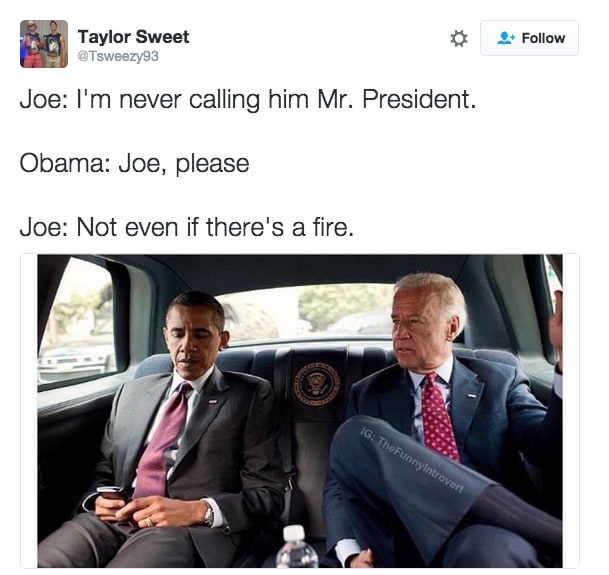 Taylor Sweet
@Tsweezy93
Follow
Joe: I'm never calling him Mr. President.
Obama: Joe, please
Joe: Not even if there's a fire.
IG: TheFunnyIntrovert